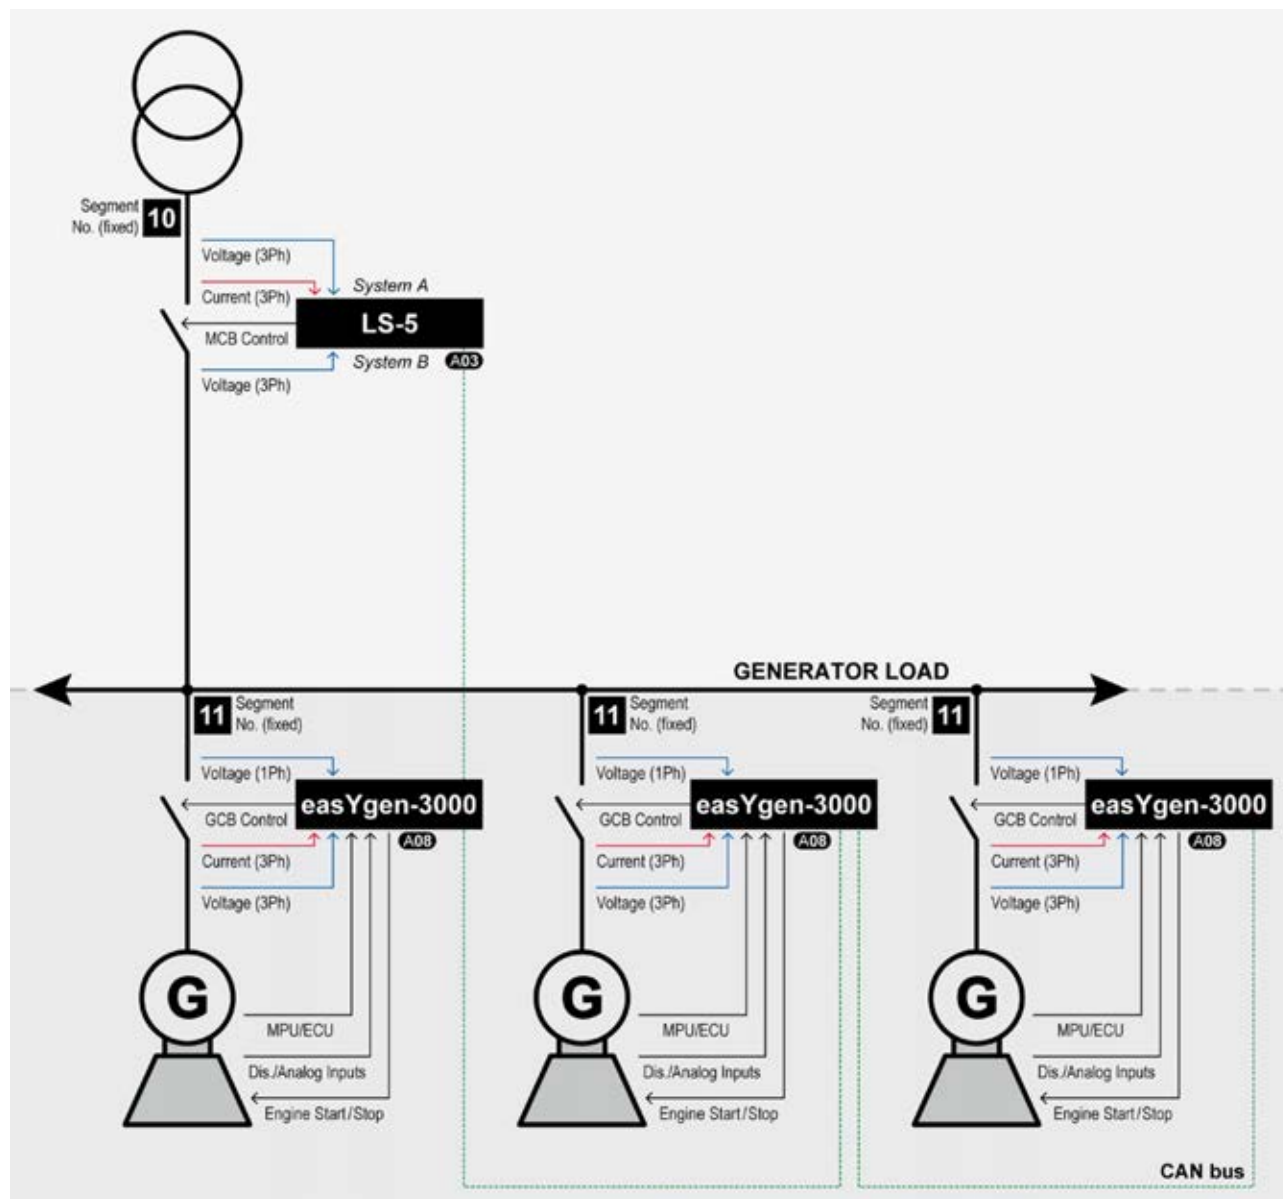 Segment
No. (fixed)
10
Voltage (3Ph)
Current (3Ph)
System A
LS-5
MCB Control
System B
A03
Voltage (3Ph)
GENERATOR LOAD
11
Segment
No. (fixed)
11
Segment
No. (fixed)
Segment
No. (fixed)
11
Voltage (1Ph)
easYgen-3000
GCB Control
A08
Current (3Ph)
Voltage (3Ph)
G
MPU/ECU
Dis./Analog Inputs
Engine Start/Stop
Voltage (1Ph)
easYgen-3000
GCB Control
A08
Current (3Ph)
Voltage (3Ph)
G
MPU/ECU
Dis./Analog Inputs
Engine Start/Stop
Voltage (1Ph)
easYgen-3000
GCB Control
A08
Current (3Ph)
Voltage (3Ph)
G
MPU/ECU
Dis./Analog Inputs
Engine Start/Stop
CAN bus